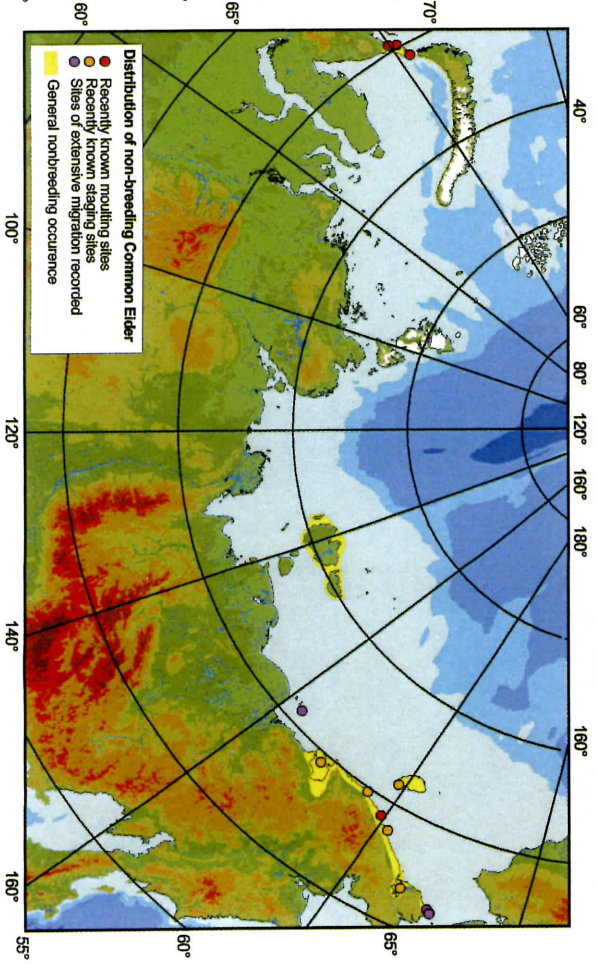 40° 60° 80° 120° 160° 180° 160°
70°
65°
60°
65°
60°
55°
Distribution of non-breeding Common Eider
Recently known moulting sites
Recently known staging sites
Sites of extensive migration recorded
General nonbreeding occurence
100° 120° 140° 160°